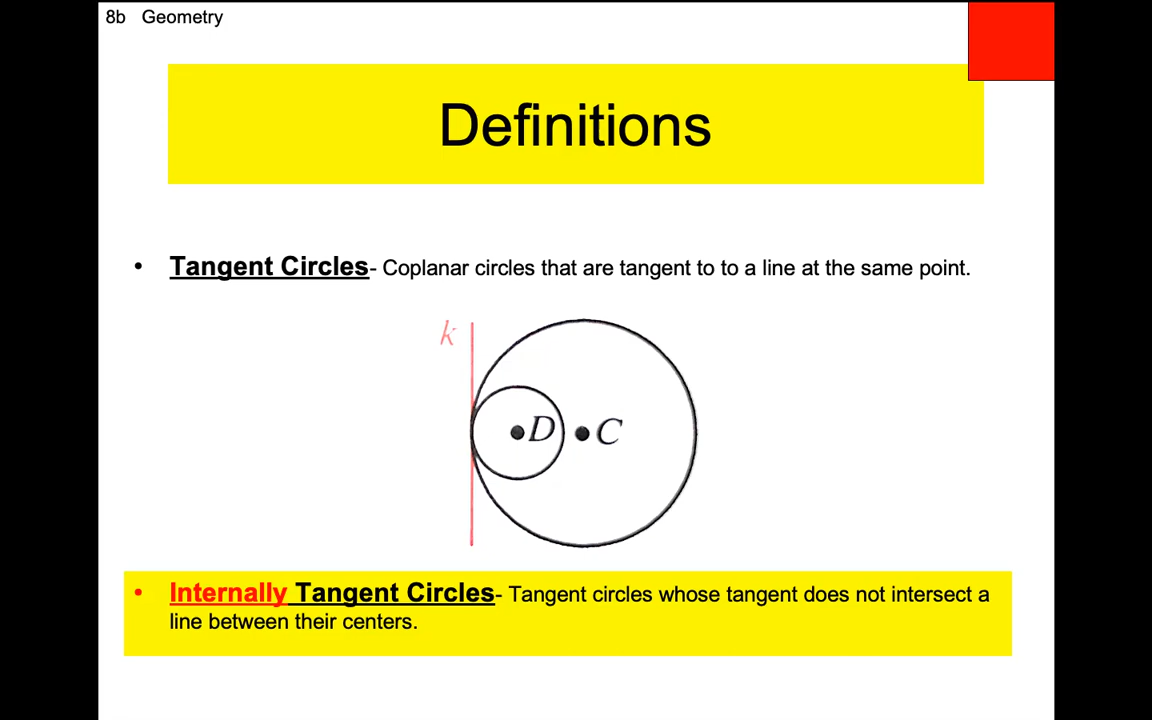 8b Geometry
Definitions
• Tangent Circles- Coplanar circles that are tangent to to a line at the same point.
k
D C
• Internally Tangent Circles- Tangent circles whose tangent does not intersect a
line between their centers.